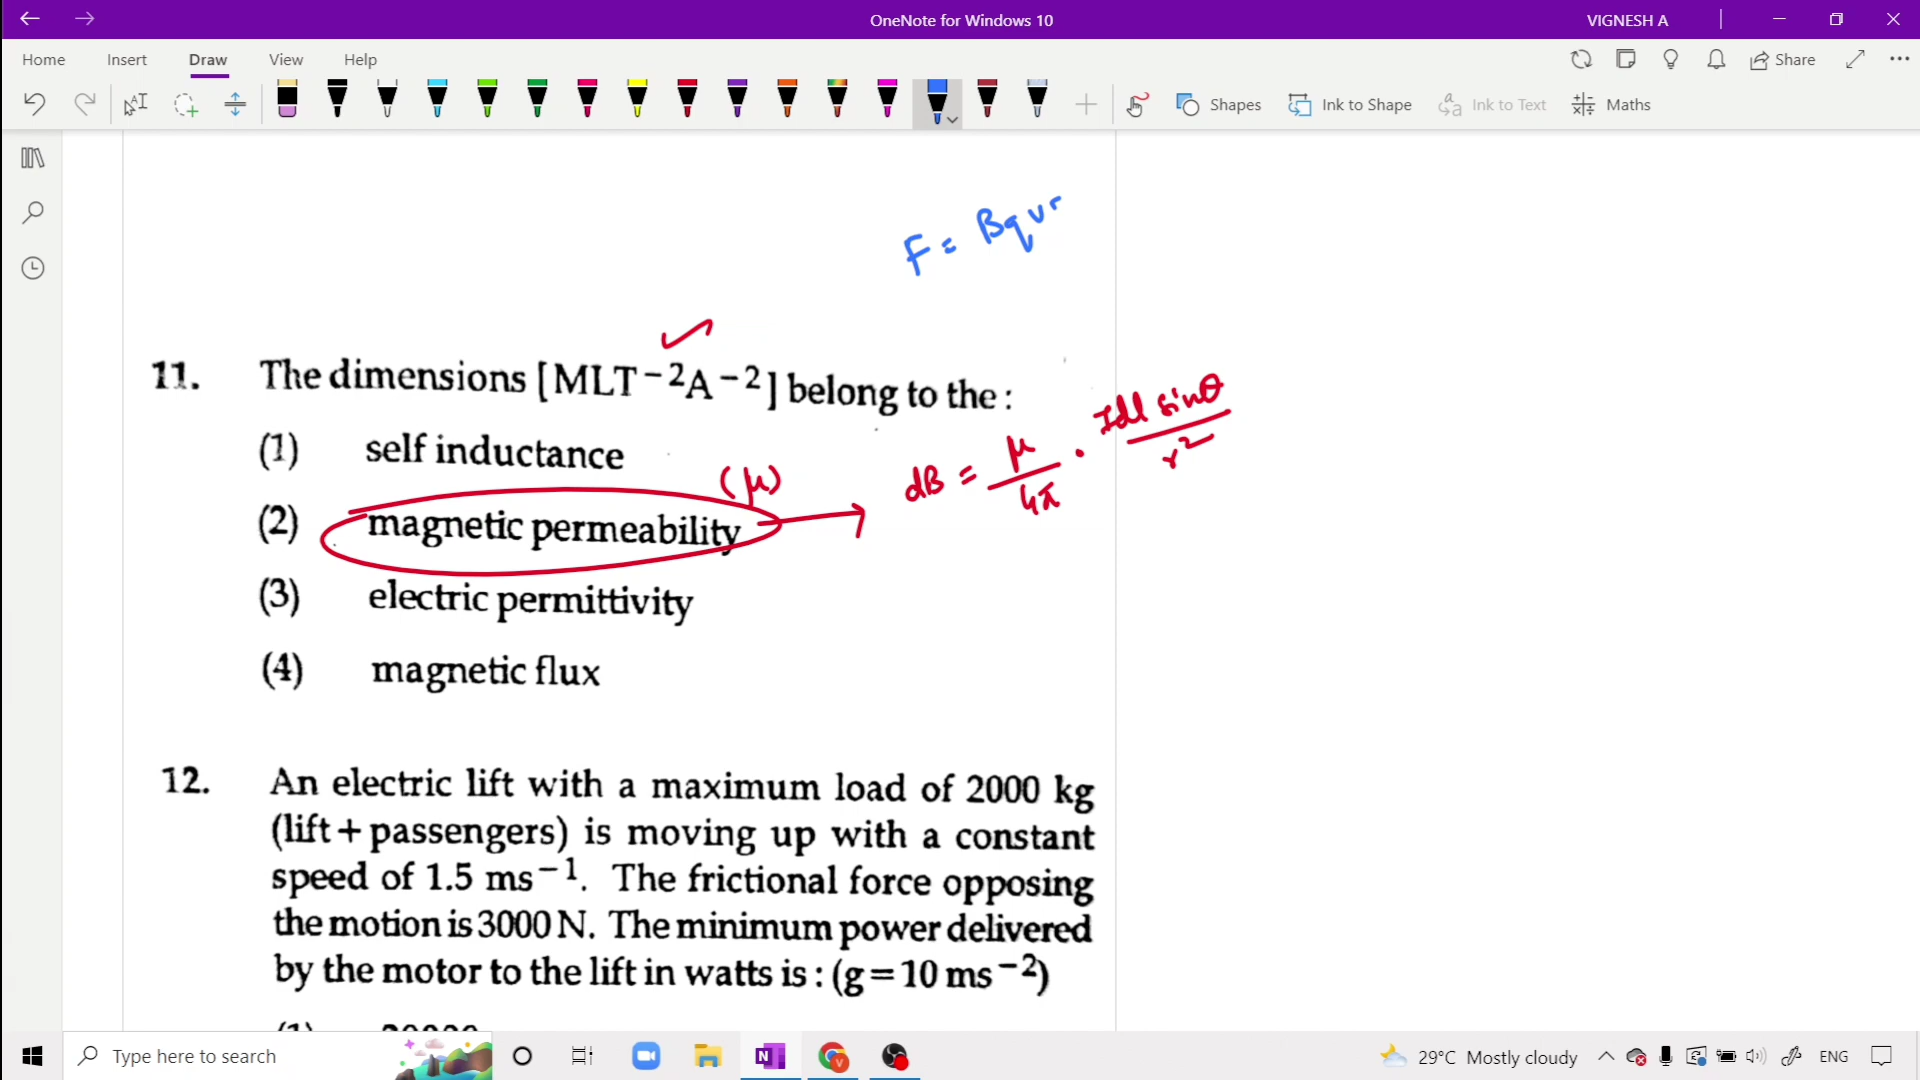 OneNote for Windows 10
VIGNESH A
Home Insert Draw View Help
Share
Shapes Ink to Shape Ink to Text Maths
F = Bqv
11. The dimensions [MLT⁻²A⁻²] belong to the :
(1) self inductance
(μ)
dB = μ/4π · Idl sinθ/r²
(2) magnetic permeability
(3) electric permittivity
(4) magnetic flux
12. An electric lift with a maximum load of 2000 kg
(lift + passengers) is moving up with a constant
speed of 1.5 ms⁻¹. The frictional force opposing
the motion is 3000 N. The minimum power delivered
by the motor to the lift in watts is : (g = 10 ms⁻²)
Type here to search
29°C Mostly cloudy
ENG